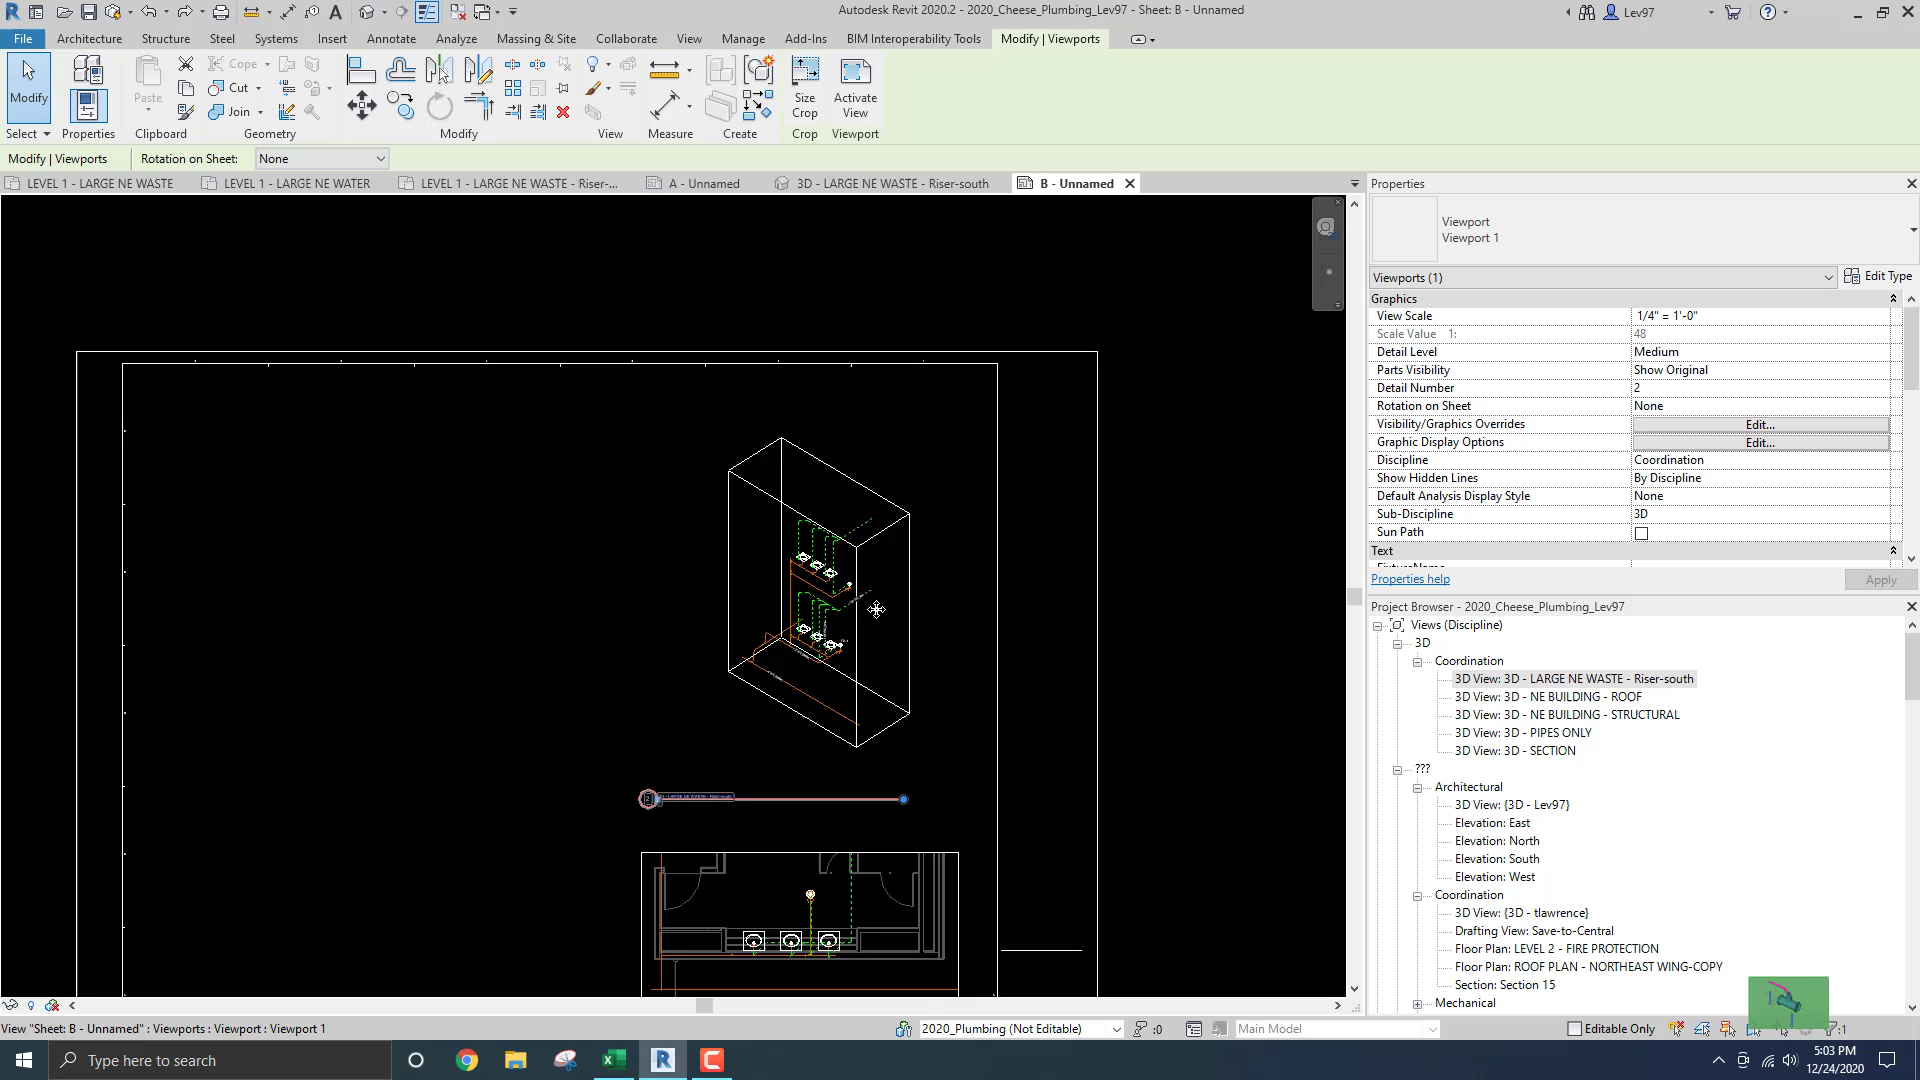 Autodesk Revit 2020.2 - 2020_Cheese_Plumbing_Lev97 - Sheet: B - Unnamed
Lev97
File Architecture Structure Steel Systems Insert Annotate Analyze Massing & Site Collaborate View Manage Add-Ins BIM Interoperability Tools Modify | Viewports
Modify
Paste
Cope
Cut
Join
Size Crop
Activate View
Select Properties Clipboard Geometry Modify View Measure Create Crop Viewport
Modify | Viewports Rotation on Sheet: None
LEVEL 1 - LARGE NE WASTE LEVEL 1 - LARGE NE WATER LEVEL 1 - LARGE NE WASTE - Riser-... A - Unnamed 3D - LARGE NE WASTE - Riser-south B - Unnamed
Properties
Viewport
Viewport 1
Viewports (1) Edit Type
Graphics
View Scale 1/4" = 1'-0"
Scale Value 1: 48
Detail Level Medium
Parts Visibility Show Original
Detail Number 2
Rotation on Sheet None
Visibility/Graphics Overrides Edit...
Graphic Display Options Edit...
Discipline Coordination
Show Hidden Lines By Discipline
Default Analysis Display Style None
Sub-Discipline 3D
Sun Path
Text
Properties help Apply
Project Browser - 2020_Cheese_Plumbing_Lev97
Views (Discipline)
3D
Coordination
3D View: 3D - LARGE NE WASTE - Riser-south
3D View: 3D - NE BUILDING - ROOF
3D View: 3D - NE BUILDING - STRUCTURAL
3D View: 3D - PIPES ONLY
3D View: 3D - SECTION
???
Architectural
3D View: {3D - Lev97}
Elevation: East
Elevation: North
Elevation: South
Elevation: West
Coordination
3D View: {3D - tlawrence}
Drafting View: Save-to-Central
Floor Plan: LEVEL 2 - FIRE PROTECTION
Floor Plan: ROOF PLAN - NORTHEAST WING-COPY
Section: Section 15
Mechanical
View "Sheet: B - Unnamed" : Viewports : Viewport : Viewport 1
2020_Plumbing (Not Editable) :0 Main Model Editable Only :1
Type here to search
5:03 PM
12/24/2020